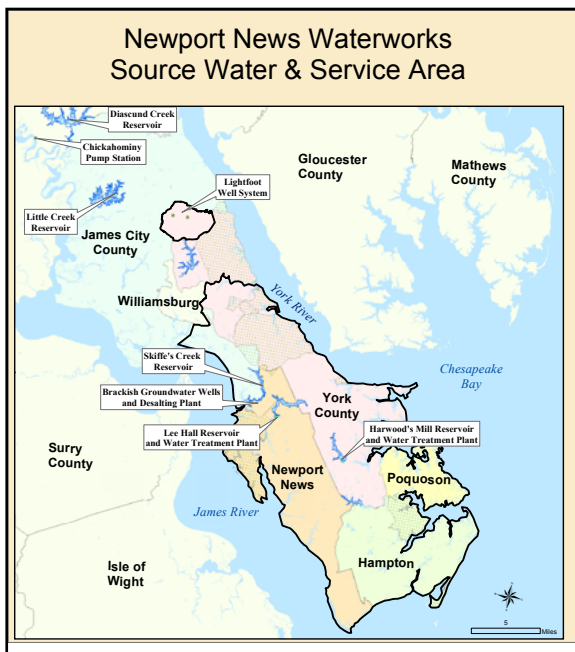 Newport News Waterworks
Source Water & Service Area
Diascund Creek
Reservoir
Chickahominy
Pump Station
Gloucester
County
Mathews
County
Lightfoot
Well System
Little Creek
Reservoir
James City
County
Williamsburg
York River
Skiffe's Creek
Reservoir
Chesapeake
Bay
Brackish Groundwater Wells
and Desalting Plant
York
County
Lee Hall Reservoir
and Water Treatment Plant
Harwood's Mill Reservoir
and Water Treatment Plant
Surry
County
Newport
News
Poquoson
James River
Hampton
Isle of
Wight
5
Miles